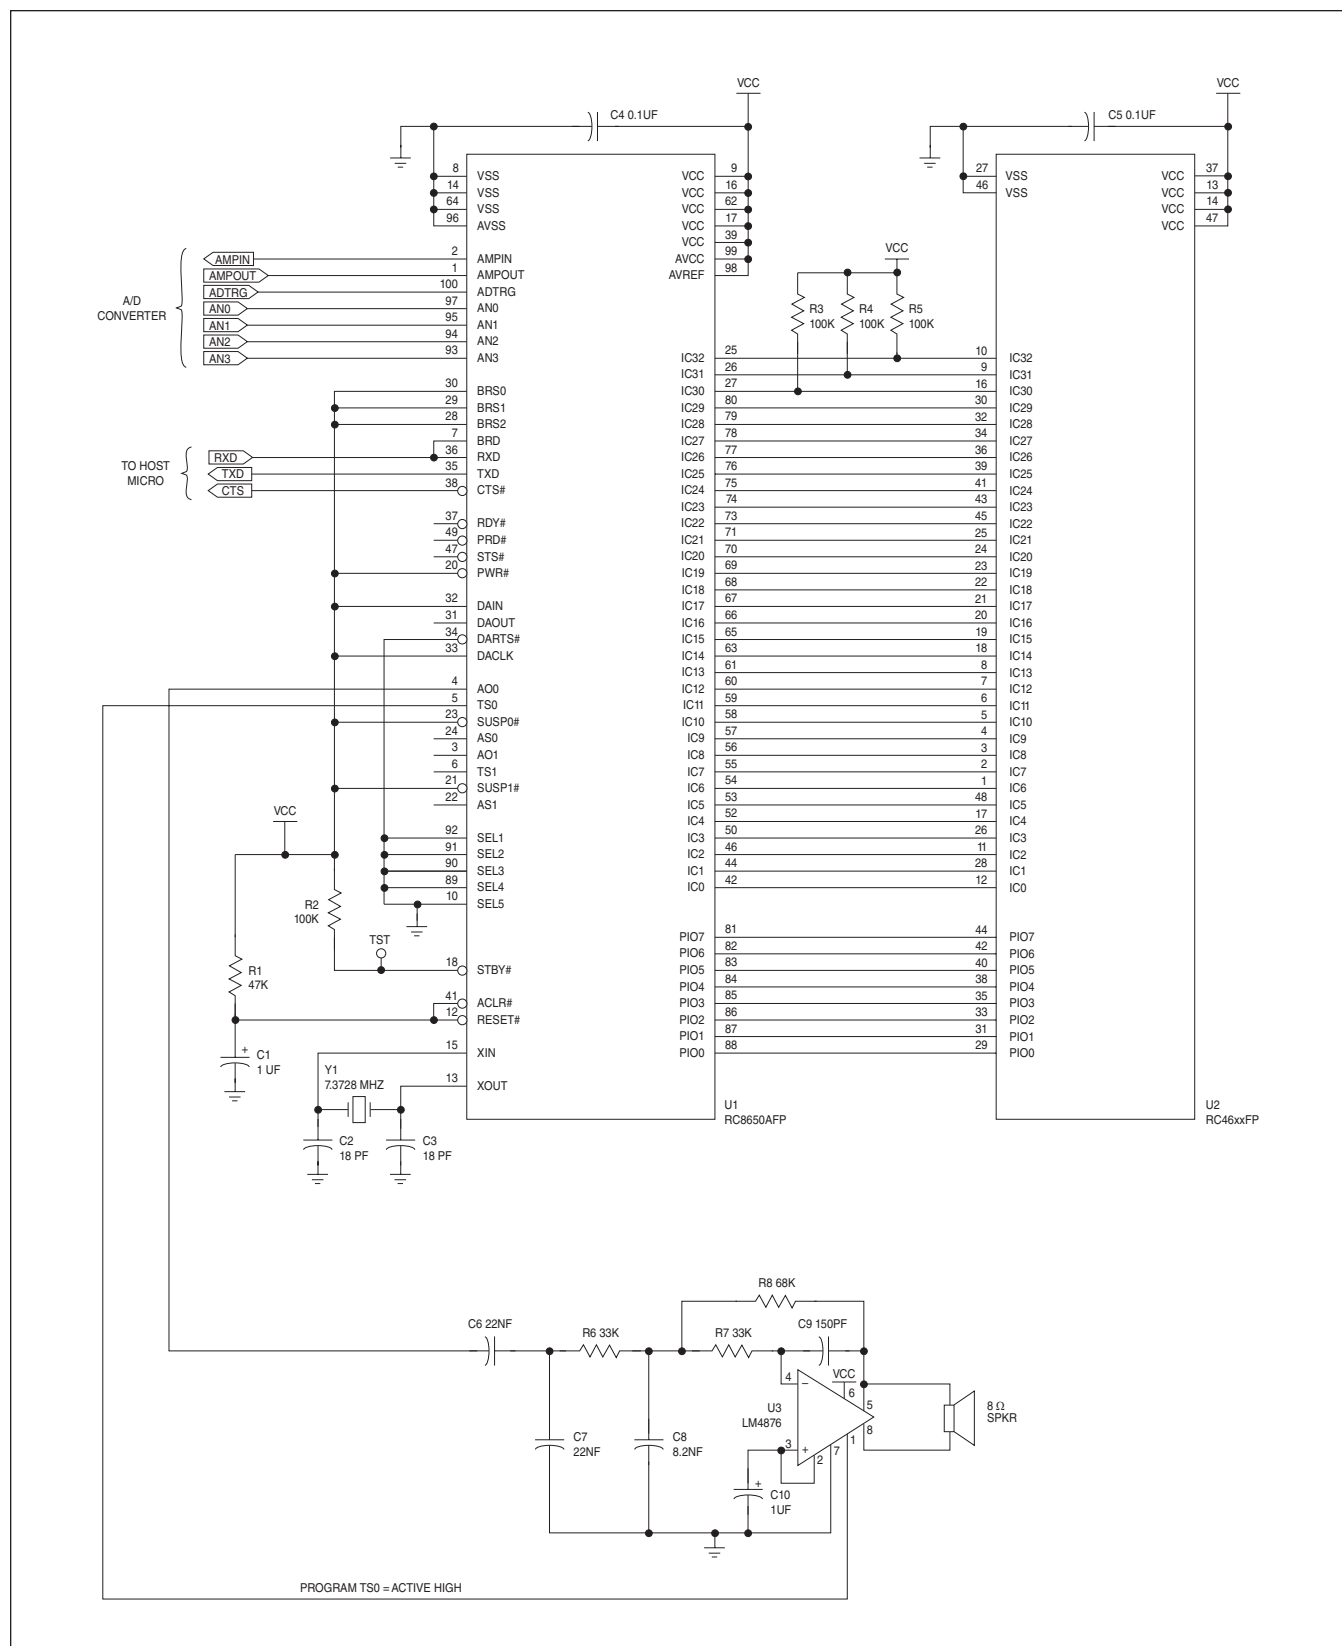 VCC
VCC
C4 0.1UF
C5 0.1UF
8 VSS VCC 9
14 VSS VCC 16
64 VSS VCC 62
96 AVSS VCC 17
VCC 39
2 AMPIN AVCC 99
1 AMPOUT AVREF 98
27 VSS VCC 37
46 VSS VCC 13
VCC 14
VCC 47
A/D
CONVERTER
AMPIN
AMPOUT
ADTRG
AN0
AN1
AN2
AN3
100 ADTRG
97 AN0
95 AN1
94 AN2
93 AN3
VCC
R3
100K
R4
100K
R5
100K
30 BRS0
29 BRS1
28 BRS2
7 BRD
36 RXD
35 TXD
38 CTS#
TO HOST
MICRO
RXD
TXD
CTS
37 RDY#
49 PRD#
47 STS#
20 PWR#
32 DAIN
31 DAOUT
34 DARTS#
33 DACLK
4 AO0
5 TS0
23 SUSP0#
24 AS0
3 AO1
6 TS1
21 SUSP1#
22 AS1
92 SEL1
91 SEL2
90 SEL3
89 SEL4
10 SEL5
18 STBY#
41 ACLR#
12 RESET#
15 XIN
13 XOUT
IC32 25 10 IC32
IC31 26 9 IC31
IC30 27 16 IC30
IC29 80 30 IC29
IC28 79 32 IC28
IC27 78 34 IC27
IC26 77 36 IC26
IC25 76 39 IC25
IC24 75 41 IC24
IC23 74 43 IC23
IC22 73 45 IC22
IC21 71 25 IC21
IC20 70 24 IC20
IC19 69 23 IC19
IC18 68 22 IC18
IC17 67 21 IC17
IC16 66 20 IC16
IC15 65 19 IC15
IC14 63 18 IC14
IC13 61 8 IC13
IC12 60 7 IC12
IC11 59 6 IC11
IC10 58 5 IC10
IC9 57 4 IC9
IC8 56 3 IC8
IC7 55 2 IC7
IC6 54 1 IC6
IC5 53 48 IC5
IC4 52 17 IC4
IC3 50 26 IC3
IC2 46 11 IC2
IC1 44 28 IC1
IC0 42 12 IC0
PIO7 81 44 PIO7
PIO6 82 42 PIO6
PIO5 83 40 PIO5
PIO4 84 38 PIO4
PIO3 85 35 PIO3
PIO2 86 33 PIO2
PIO1 87 31 PIO1
PIO0 88 29 PIO0
VCC
R2
100K
TST
R1
47K
+
C1
1 UF
Y1
7.3728 MHZ
C2
18 PF
C3
18 PF
U1
RC8650AFP
U2
RC46xxFP
R8 68K
C6 22NF
R6 33K
R7 33K
C9 150PF
VCC
4 − 6
U3
LM4876
5
8
3 + 2 7 1
8 Ω
SPKR
C7
22NF
C8
8.2NF
+
C10
1UF
PROGRAM TS0 = ACTIVE HIGH